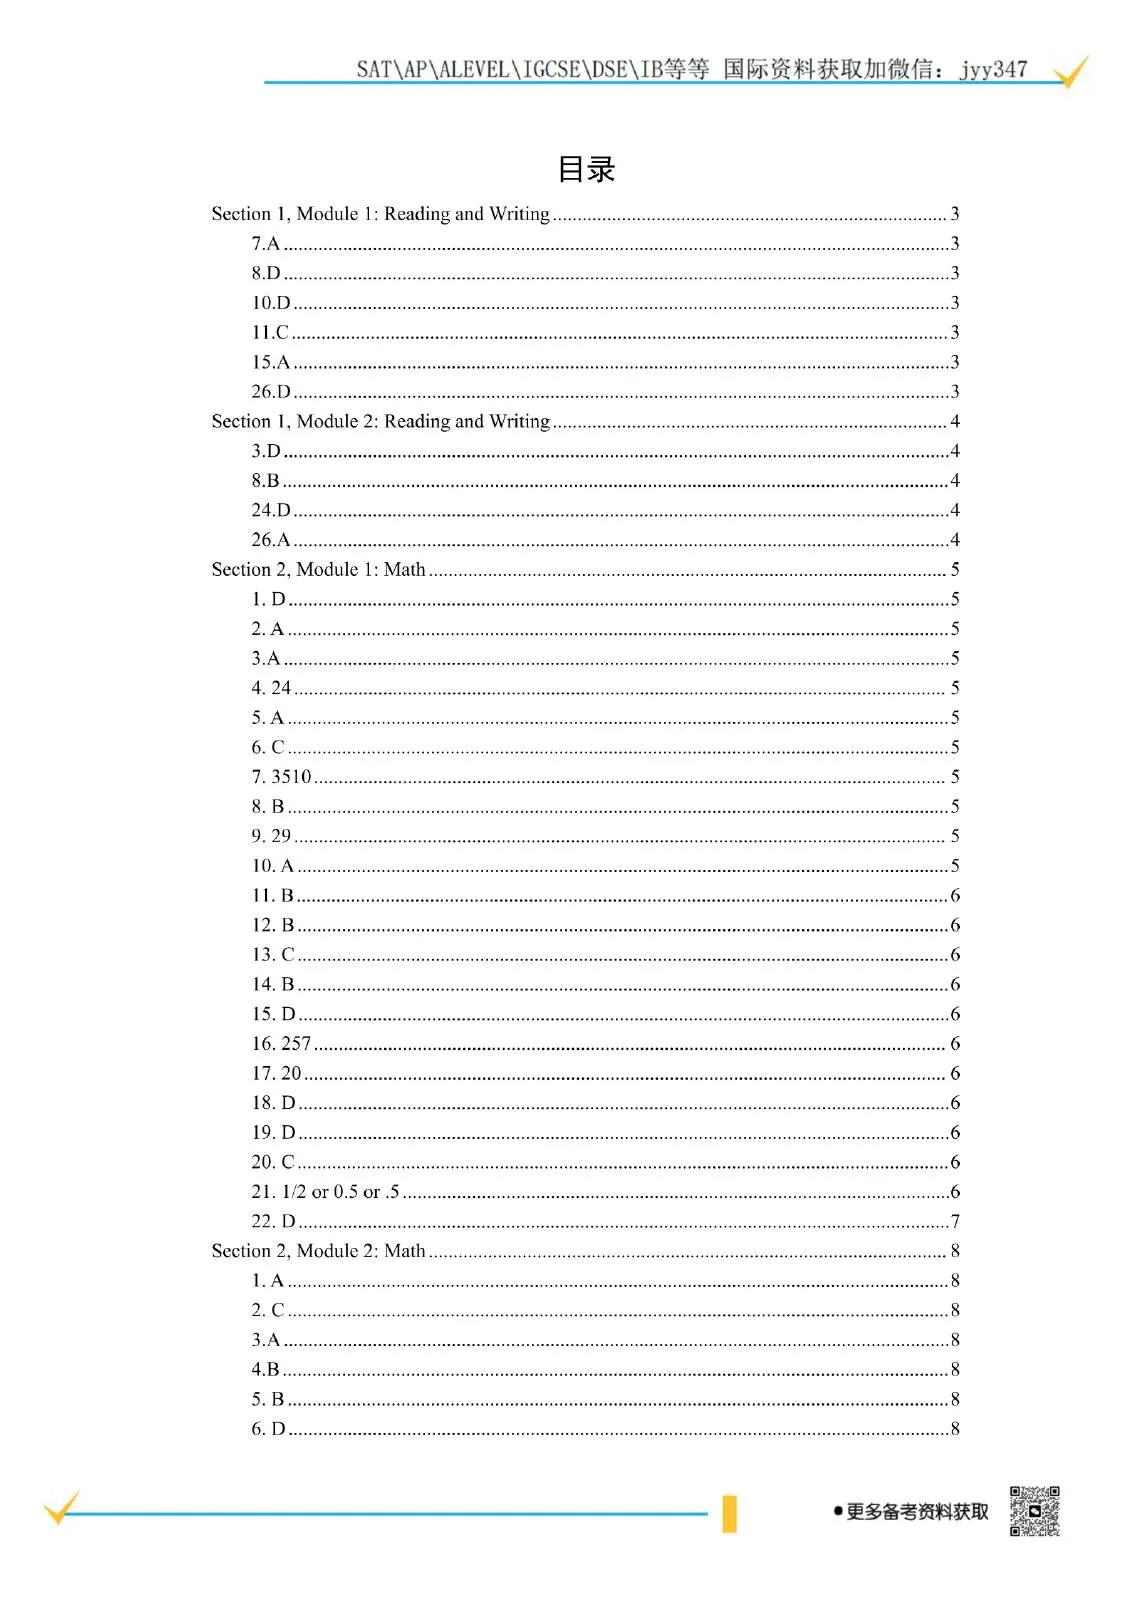 SAT\AP\ALEVEL\IGCSE\DSE\IB等等 国际资料获取加微信：jyy347
目录
Section 1, Module 1: Reading and Writing 3
7.A 3
8.D 3
10.D 3
11.C 3
15.A 3
26.D 3
Section 1, Module 2: Reading and Writing 4
3.D 4
8.B 4
24.D 4
26.A 4
Section 2, Module 1: Math 5
1. D 5
2. A 5
3.A 5
4. 24 5
5. A 5
6. C 5
7. 3510 5
8. B 5
9. 29 5
10. A 5
11. B 6
12. B 6
13. C 6
14. B 6
15. D 6
16. 257 6
17. 20 6
18. D 6
19. D 6
20. C 6
21. 1/2 or 0.5 or .5 6
22. D 7
Section 2, Module 2: Math 8
1. A 8
2. C 8
3.A 8
4.B 8
5. B 8
6. D 8
•更多备考资料获取